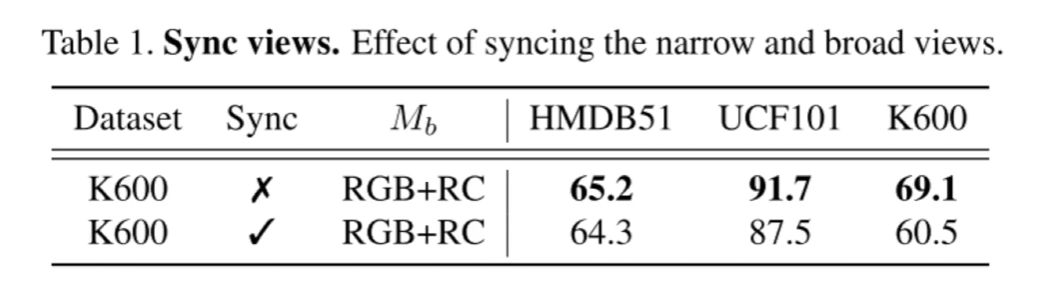 Table 1. Sync views. Effect of syncing the narrow and broad views.
Dataset Sync M_b HMDB51 UCF101 K600
K600 ✗ RGB+RC 65.2 91.7 69.1
K600 ✓ RGB+RC 64.3 87.5 60.5